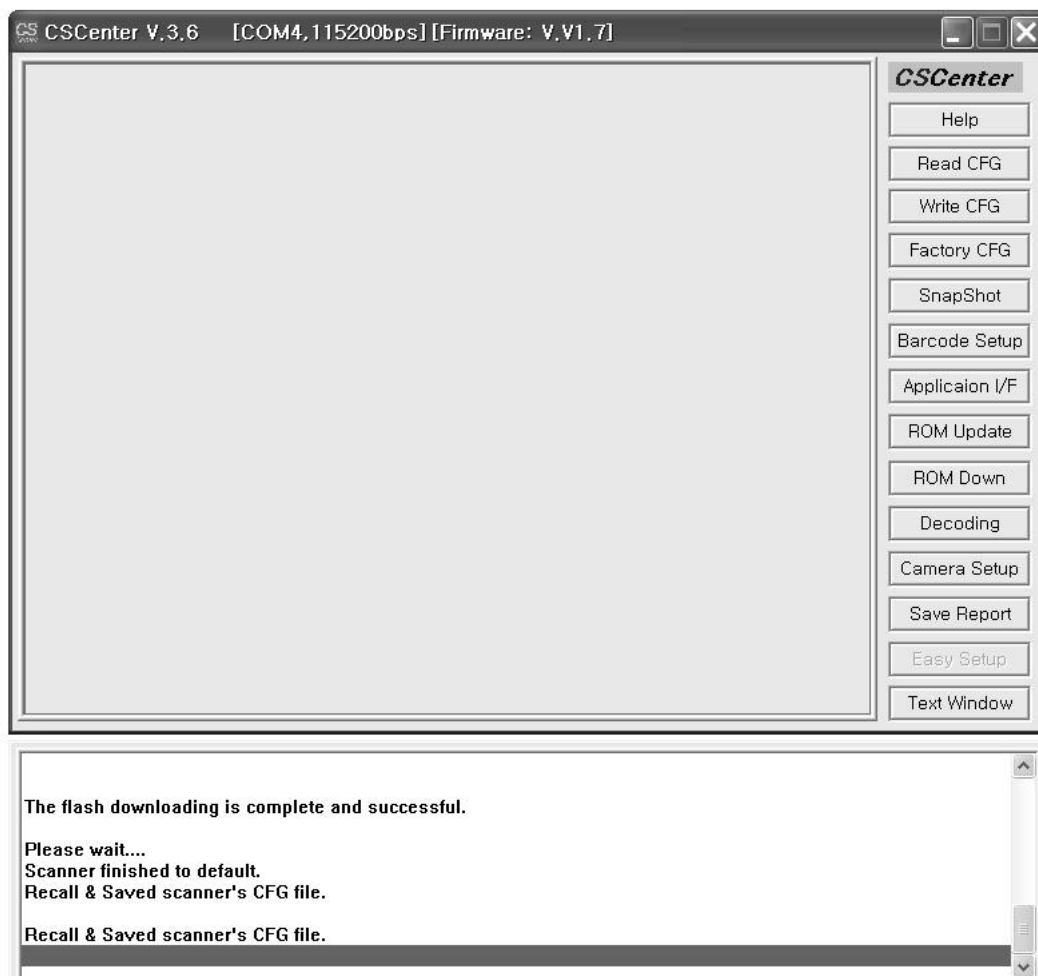 CS CSCenter V.3.6 [COM4,115200bps] [Firmware: V.V1.7]
CSCenter
Help
Read CFG
Write CFG
Factory CFG
SnapShot
Barcode Setup
Applicaion I/F
ROM Update
ROM Down
Decoding
Camera Setup
Save Report
Easy Setup
Text Window
The flash downloading is complete and successful.
Please wait....
Scanner finished to default.
Recall & Saved scanner's CFG file.
Recall & Saved scanner's CFG file.